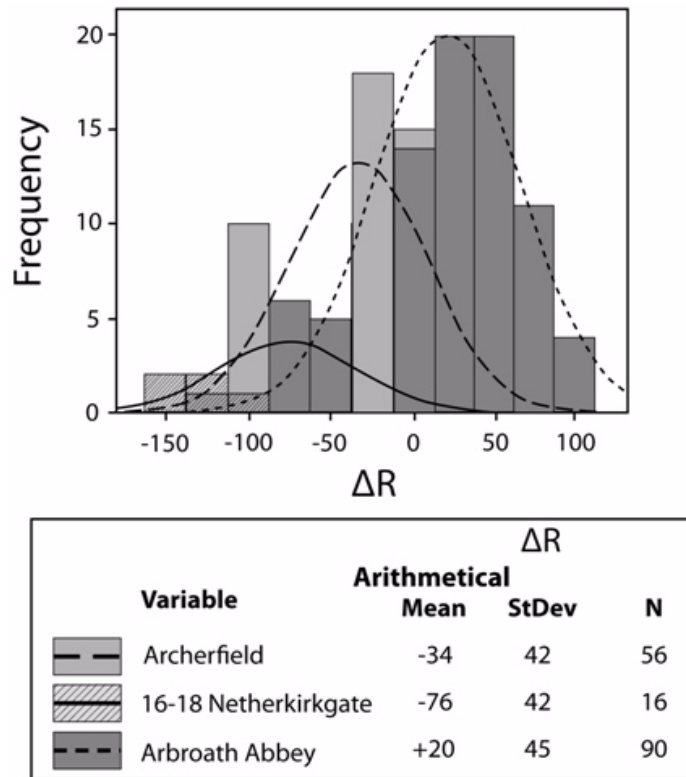 20
15
10
5
0
Frequency
-150 -100 -50 0 50 100
ΔR
ΔR
Arithmetical
Variable Mean StDev N
Archerfield -34 42 56
16-18 Netherkirkgate -76 42 16
Arbroath Abbey +20 45 90